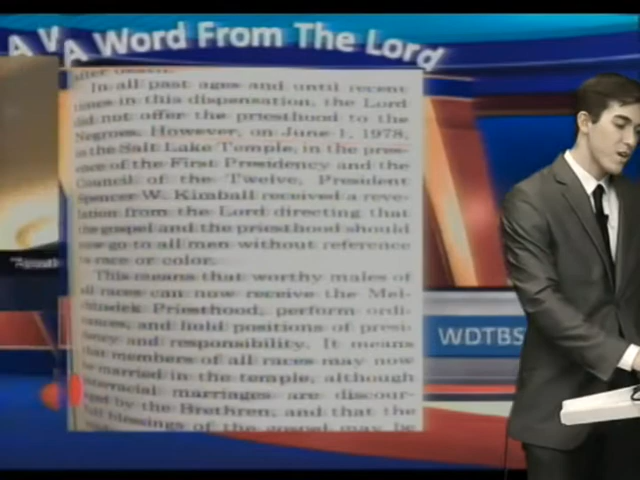 A V
A Word From The Lord
after death.
In all past ages and until recent
times in this dispensation, the Lord
did not offer the priesthood to the
Negroes. However, on June 1, 1978,
in the Salt Lake Temple, in the pres-
ence of the First Presidency and the
Council of the Twelve, President
Spencer W. Kimball received a reve-
lation from the Lord directing that
the gospel and the priesthood should
now go to all men without reference
to race or color.
This means that worthy males of
all races can now receive the Mel-
chizedek Priesthood, perform ordi-
nances, and hold positions of presi-
dency and responsibility. It means
that members of all races may now
be married in the temple, although
interracial marriages are discour-
aged by the Brethren, and that the
full blessings of the gospel may be
WDTBS